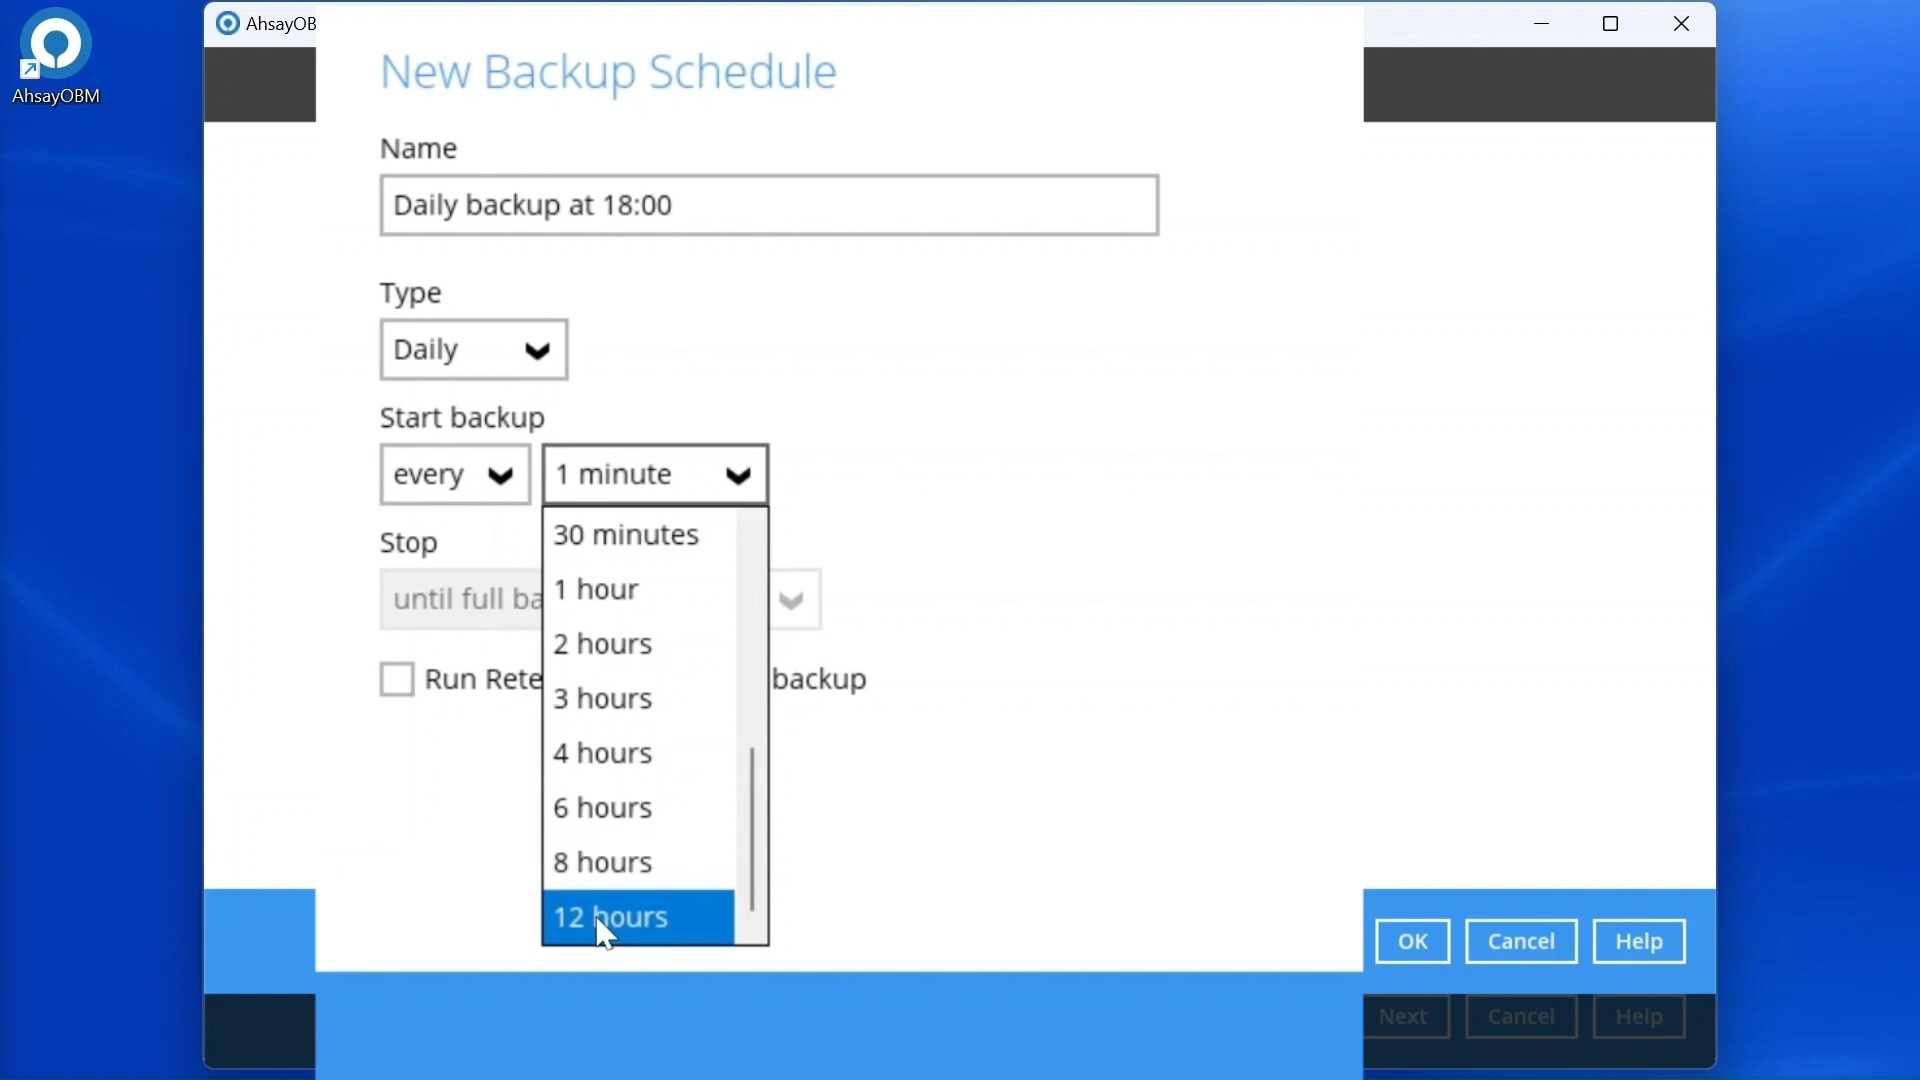 AhsayOBM
AhsayOB
New Backup Schedule
Name
Daily backup at 18:00
Type
Daily
Start backup
every
1 minute
30 minutes
1 hour
2 hours
3 hours
4 hours
6 hours
8 hours
12 hours
Stop
until full ba
Run Rete
backup
OK
Cancel
Help
Next
Cancel
Help